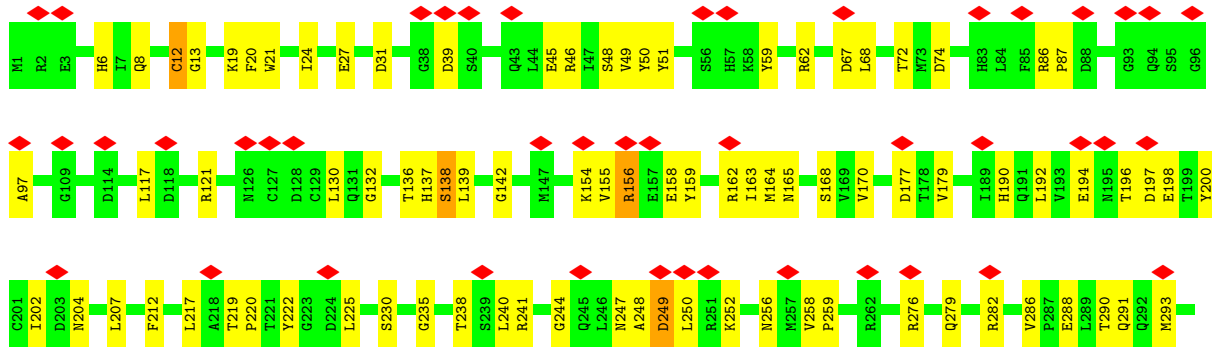 M1 R2 E3 H6 I7 Q8 C12 G13 K19 F20 W21 I24 E27 D31 G38 D39 S40 Q43 L44 E45 R46 I47 S48 V49 Y50 Y51 S56 H57 K58 Y59 R62 D67 L68 T72 M73 D74 H83 L84 F85 R86 P87 D88 G93 Q94 S95 G96
A97 G109 D114 L117 D118 R121 N126 C127 D128 C129 L130 Q131 G132 T136 H137 S138 L139 G142 M147 K154 V155 R156 E157 E158 Y159 R162 I163 M164 N165 S168 V169 V170 D177 T178 V179 I189 H190 Q191 L192 V193 E194 N195 T196 D197 E198 T199 Y200
C201 I202 D203 N204 L207 F212 L217 A218 T219 P220 T221 Y222 G223 D224 L225 S230 G235 T238 S239 L240 R241 G244 Q245 L246 N247 A248 D249 L250 R251 K252 N256 M257 V258 P259 R262 R276 Q279 R282 V286 P287 E288 L289 T290 Q291 Q292 M293